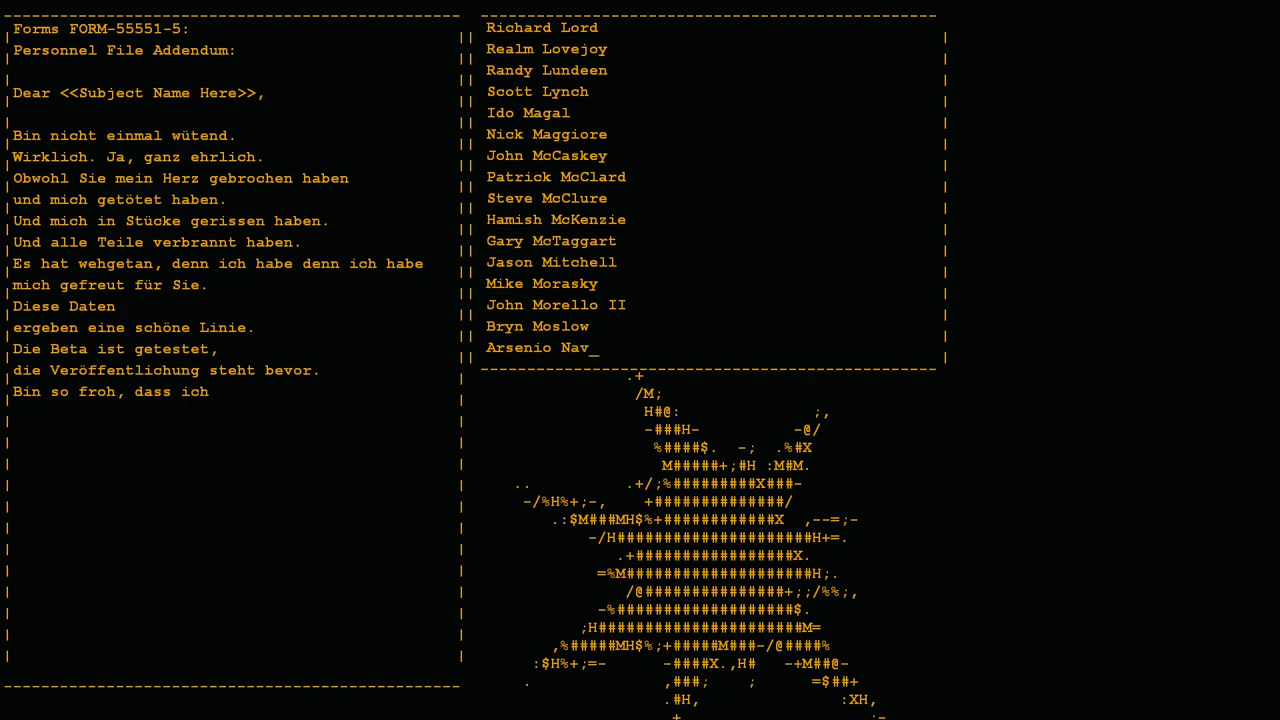 Forms FORM-55551-5:
Personnel File Addendum:
Dear <<Subject Name Here>>,
Bin nicht einmal wütend.
Wirklich. Ja, ganz ehrlich.
Obwohl Sie mein Herz gebrochen haben
und mich getötet haben.
Und mich in Stücke gerissen haben.
Und alle Teile verbrannt haben.
Es hat wehgetan, denn ich habe denn ich habe
mich gefreut für Sie.
Diese Daten
ergeben eine schöne Linie.
Die Beta ist getestet,
die Veröffentlichung steht bevor.
Bin so froh, dass ich
Richard Lord
Realm Lovejoy
Randy Lundeen
Scott Lynch
Ido Magal
Nick Maggiore
John McCaskey
Patrick McClard
Steve McClure
Hamish McKenzie
Gary McTaggart
Jason Mitchell
Mike Morasky
John Morello II
Bryn Moslow
Arsenio Nav_